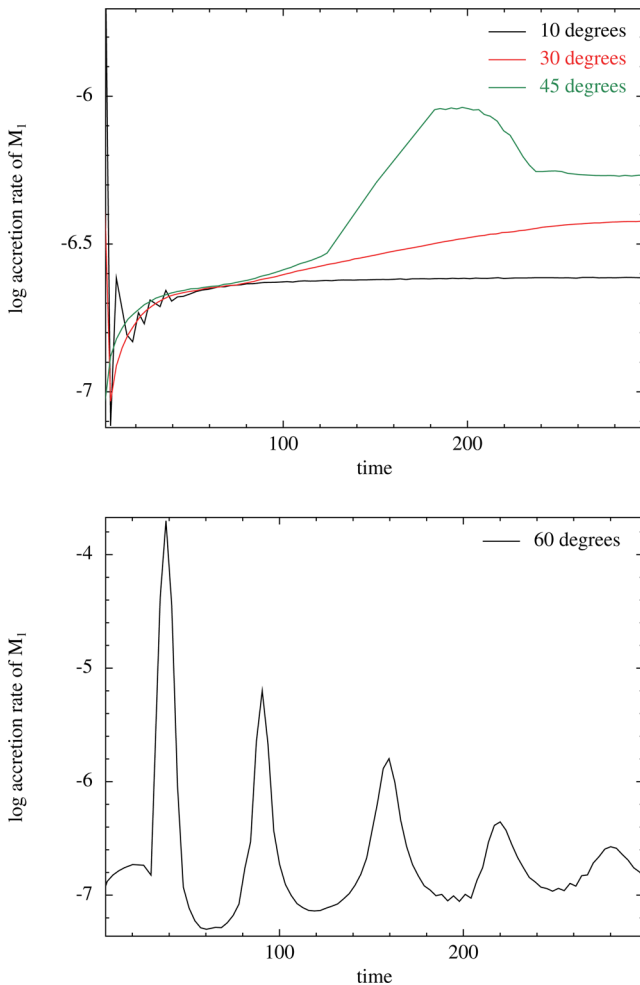 10 degrees
30 degrees
45 degrees
log accretion rate of M₁
-6
-6.5
-7
100
200
time
60 degrees
log accretion rate of M₁
-4
-5
-6
-7
100
200
time